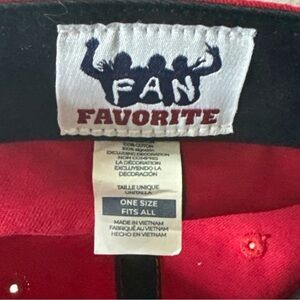 FAN
FAVORITE
100% COTTON
EXCLUDING DECORATION
NON COMPRIS
LA DÉCORATION
EXCLUYENDO LA
DECORACIÓN
TAILLE UNIQUE
UNITALLA
ONE SIZE
FITS ALL
MADE IN VIETNAM
FABRIQUÉ AU VIETNAM
HECHO EN VIETNAM